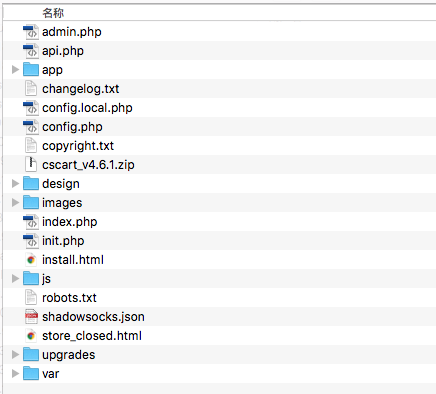 名称
admin.php
api.php
app
changelog.txt
config.local.php
config.php
copyright.txt
cscart_v4.6.1.zip
design
images
index.php
init.php
install.html
js
robots.txt
shadowsocks.json
store_closed.html
upgrades
var